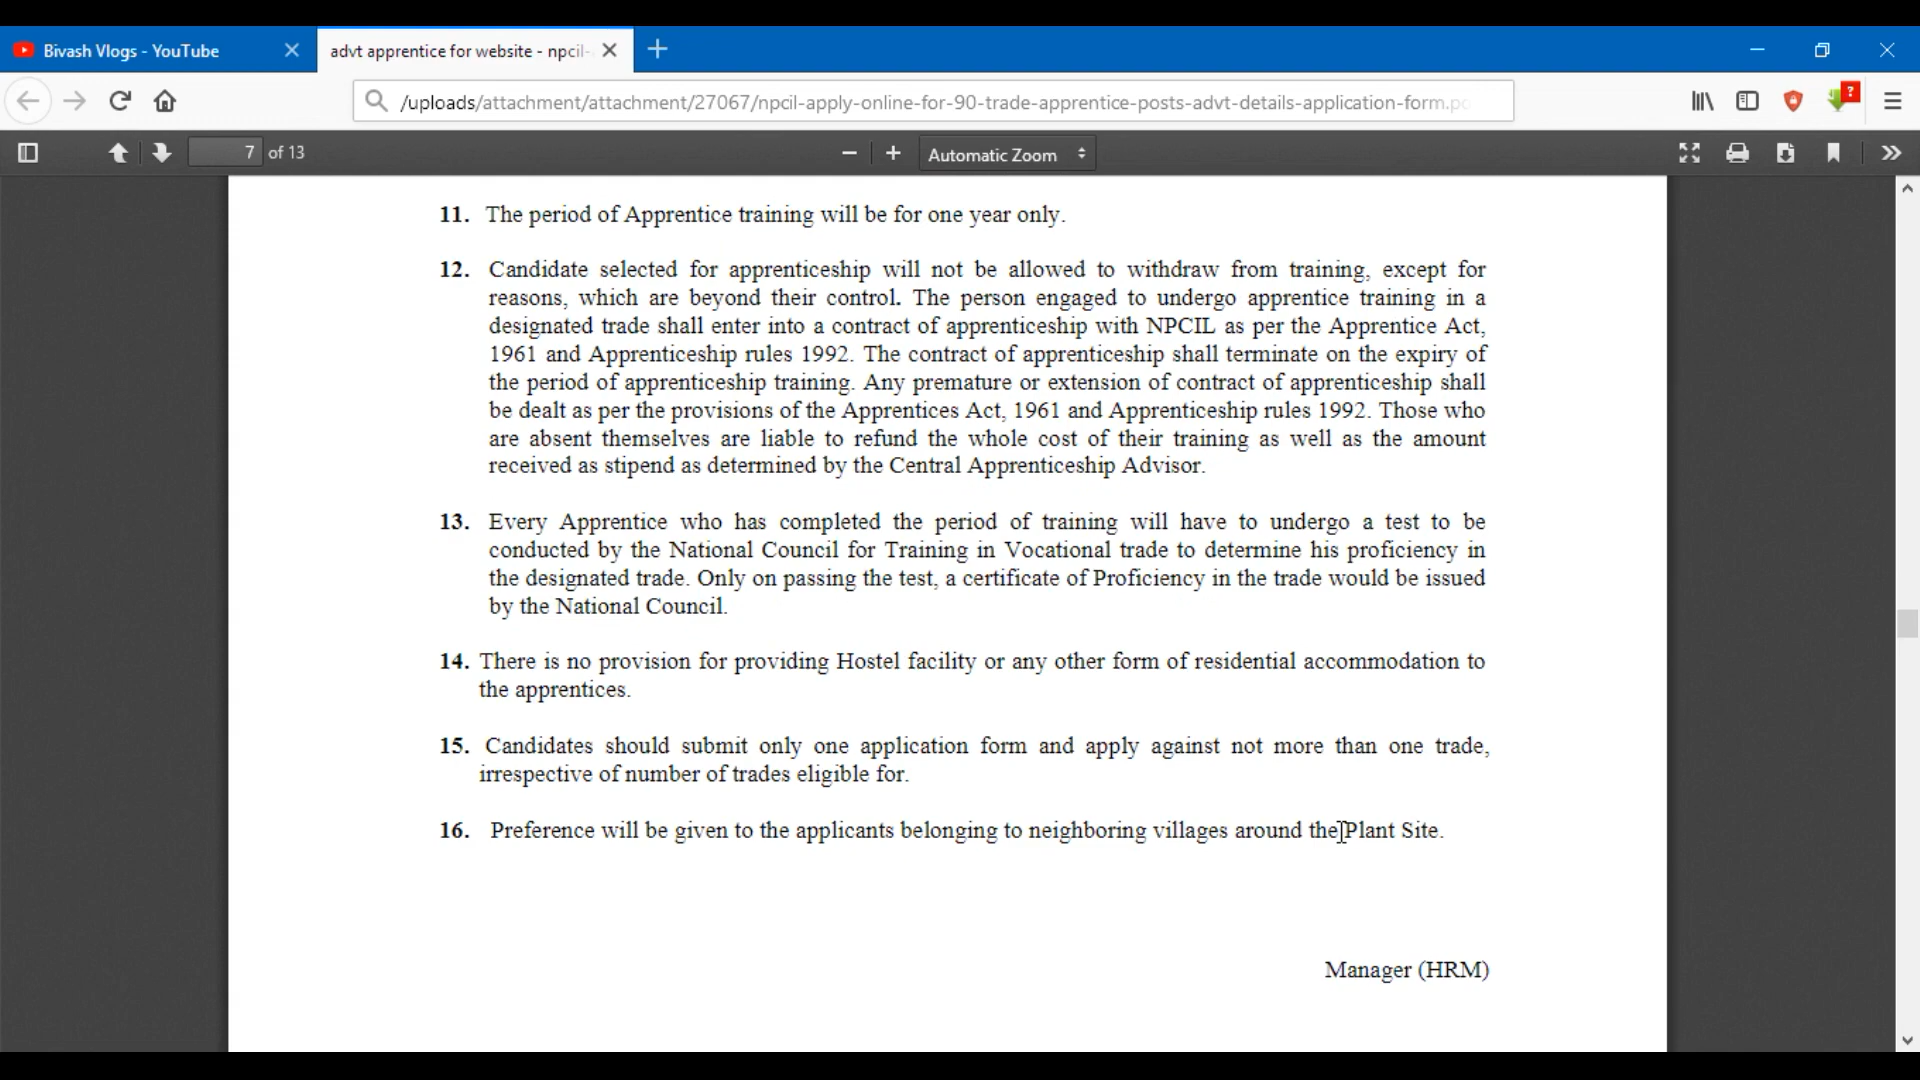 Bivash Vlogs - YouTube
advt apprentice for website - npcil-
/uploads/attachment/attachment/27067/npcil-apply-online-for-90-trade-apprentice-posts-advt-details-application-form.po
?
7 of 13
Automatic Zoom
11. The period of Apprentice training will be for one year only.
12. Candidate selected for apprenticeship will not be allowed to withdraw from training, except for
reasons, which are beyond their control. The person engaged to undergo apprentice training in a
designated trade shall enter into a contract of apprenticeship with NPCIL as per the Apprentice Act,
1961 and Apprenticeship rules 1992. The contract of apprenticeship shall terminate on the expiry of
the period of apprenticeship training. Any premature or extension of contract of apprenticeship shall
be dealt as per the provisions of the Apprentices Act, 1961 and Apprenticeship rules 1992. Those who
are absent themselves are liable to refund the whole cost of their training as well as the amount
received as stipend as determined by the Central Apprenticeship Advisor.
13. Every Apprentice who has completed the period of training will have to undergo a test to be
conducted by the National Council for Training in Vocational trade to determine his proficiency in
the designated trade. Only on passing the test, a certificate of Proficiency in the trade would be issued
by the National Council.
14. There is no provision for providing Hostel facility or any other form of residential accommodation to
the apprentices.
15. Candidates should submit only one application form and apply against not more than one trade,
irrespective of number of trades eligible for.
16. Preference will be given to the applicants belonging to neighboring villages around the Plant Site.
Manager (HRM)